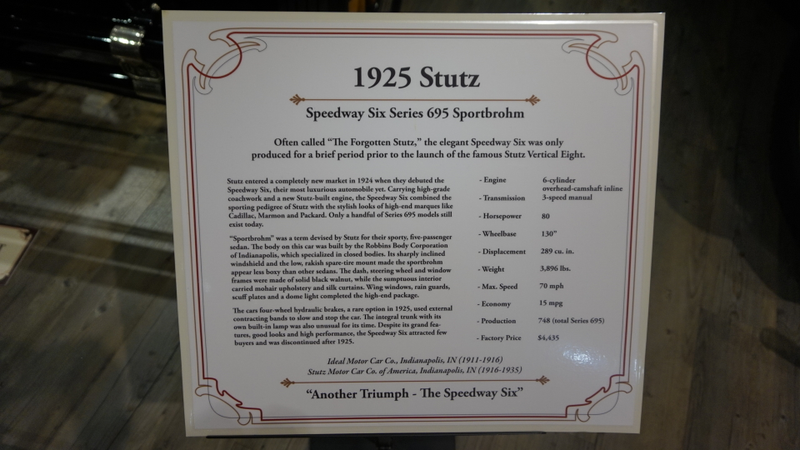 1925 Stutz
Speedway Six Series 695 Sportbrohm
Often called “The Forgotten Stutz,” the elegant Speedway Six was only
produced for a brief period prior to the launch of the famous Stutz Vertical Eight.
Stutz entered a completely new market in 1924 when they debuted the
Speedway Six, their most luxurious automobile yet. Carrying high-grade
coachwork and a new Stutz-built engine, the Speedway Six combined the
sporting pedigree of Stutz with the stylish looks of high-end marques like
Cadillac, Marmon and Packard. Only a handful of Series 695 models still
exist today.
“Sportbrohm” was a term devised by Stutz for their sporty, five-passenger
sedan. The body on this car was built by the Robbins Body Corporation
of Indianapolis, which specialized in closed bodies. Its sharply inclined
windshield and the low, rakish spare-tire mount made the sportbrohm
appear less boxy than other sedans. The dash, steering wheel and window
frames were made of solid black walnut, while the sumptuous interior
carried mohair upholstery and silk curtains. Wing windows, rain guards,
scuff plates and a dome light completed the high-end package.
The cars four-wheel hydraulic brakes, a rare option in 1925, used external
contracting bands to slow and stop the car. The integral trunk with its
own built-in lamp was also unusual for its time. Despite its grand fea-
tures, good looks and high performance, the Speedway Six attracted few
buyers and was discontinued after 1925.
- Engine 6-cylinder
overhead-camshaft inline
- Transmission 3-speed manual
- Horsepower 80
- Wheelbase 130”
- Displacement 289 cu. in.
- Weight 3,896 lbs.
- Max. Speed 70 mph
- Economy 15 mpg
- Production 748 (total Series 695)
- Factory Price $4,435
Ideal Motor Car Co., Indianapolis, IN (1911-1916)
Stutz Motor Car Co. of America, Indianapolis, IN (1916-1935)
“Another Triumph - The Speedway Six”